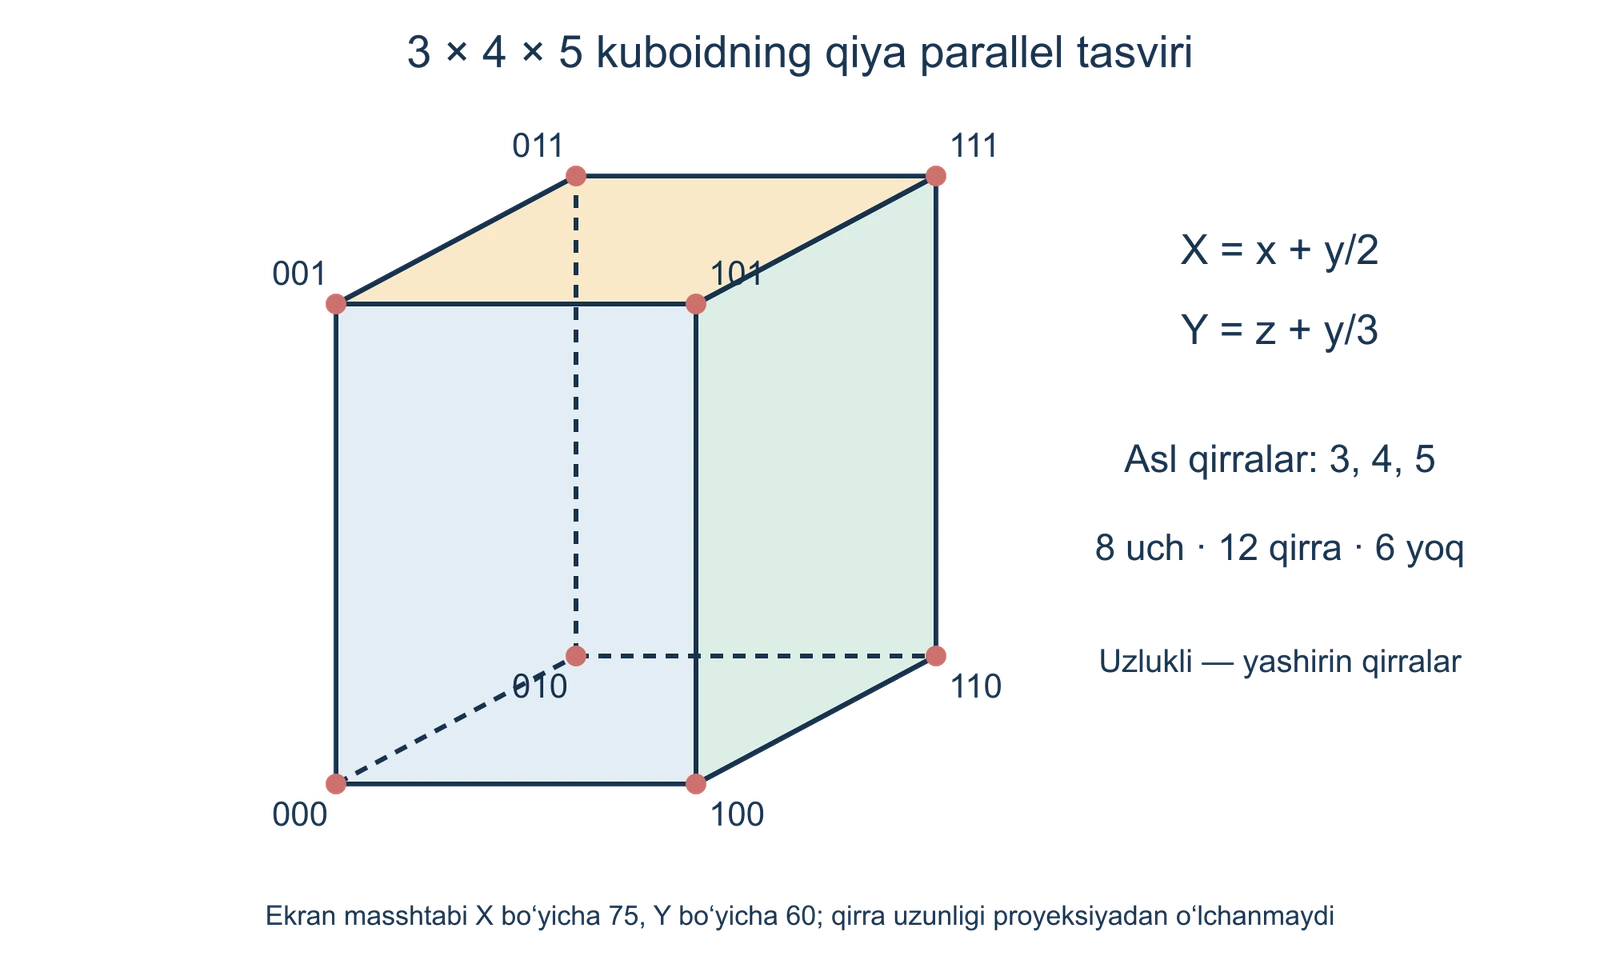 3 × 4 × 5 kuboidning qiya parallel tasviri
011
111
001
101
X = x + y/2
Y = z + y/3
Asl qirralar: 3, 4, 5
8 uch · 12 qirra · 6 yoq
Uzlukli — yashirin qirralar
010
110
000
100
Ekran masshtabi X bo‘yicha 75, Y bo‘yicha 60; qirra uzunligi proyeksiyadan o‘lchanmaydi